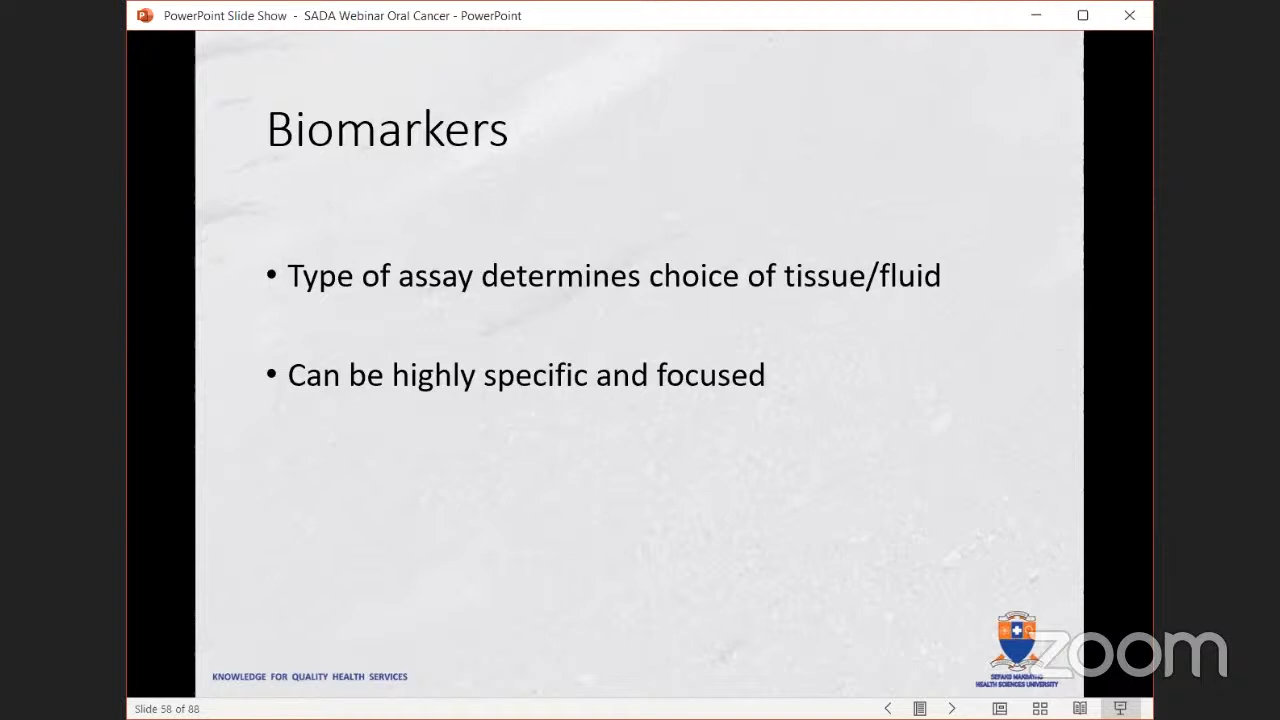 PowerPoint Slide Show - SADA Webinar Oral Cancer - PowerPoint
Biomarkers
• Type of assay determines choice of tissue/fluid
• Can be highly specific and focused
KNOWLEDGE FOR QUALITY HEALTH SERVICES
SEFAKO MAKGATHO
HEALTH SCIENCES UNIVERSITY
zoom
Slide 58 of 88